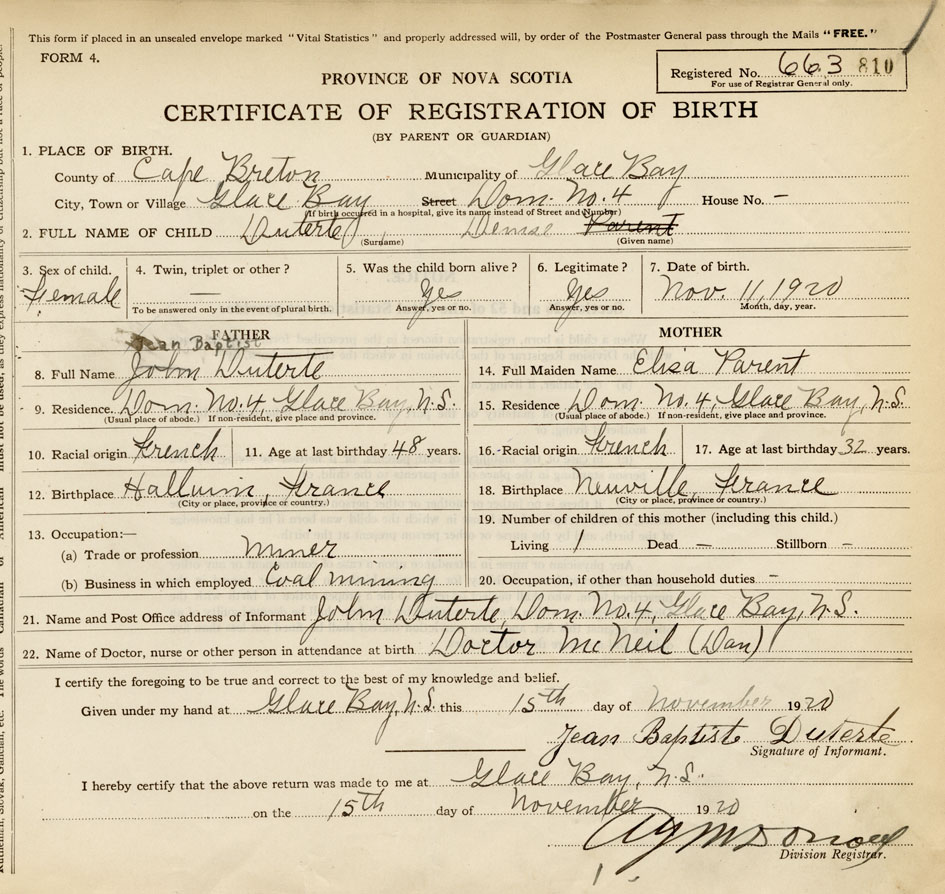 This form if placed in an unsealed envelope marked "Vital Statistics" and properly addressed will, by order of the Postmaster General pass through the Mails "FREE."
FORM 4.
Registered No. 663 810
For use of Registrar General only.
PROVINCE OF NOVA SCOTIA
CERTIFICATE OF REGISTRATION OF BIRTH
(BY PARENT OR GUARDIAN)
1. PLACE OF BIRTH.
County of Cape Breton Municipality of Glace Bay
City, Town or Village Glace Bay Street Dom. No. 4 House No. —
(If birth occurred in a hospital, give its name instead of Street and Number)
2. FULL NAME OF CHILD Duterte Denise Parent
(Surname) (Given name)
3. Sex of child. 4. Twin, triplet or other? 5. Was the child born alive? 6. Legitimate? 7. Date of birth.
Female — Yes Yes Nov. 11, 1920
To be answered only in the event of plural birth. Answer, yes or no. Answer, yes or no. Month, day, year.
FATHER MOTHER
Jean Baptist
8. Full Name John Duterte 14. Full Maiden Name Elisa Parent
9. Residence. Dom. No. 4, Glace Bay, N.S. 15. Residence Dom. No. 4, Glace Bay, N.S.
(Usual place of abode.) If non-resident, give place and province. (Usual place of abode.) If non-resident, give place and province.
10. Racial origin French 11. Age at last birthday 48 years. 16. Racial origin French 17. Age at last birthday 32 years.
12. Birthplace Halluin, France 18. Birthplace Neuville, France
(City or place, province or country.) (City or place, province or country.)
13. Occupation:— 19. Number of children of this mother (including this child.)
(a) Trade or profession Miner Living 1 Dead — Stillborn —
(b) Business in which employed Coal mining 20. Occupation, if other than household duties —
21. Name and Post Office address of Informant John Duterte, Dom. No. 4, Glace Bay, N.S.
22. Name of Doctor, nurse or other person in attendance at birth Doctor McNeil (Dan)
I certify the foregoing to be true and correct to the best of my knowledge and belief.
Given under my hand at Glace Bay, N.S. this 15th day of November 1920
Jean Baptiste Duterte
Signature of Informant.
I hereby certify that the above return was made to me at Glace Bay, N.S.
on the 15th day of November 1920
Division Registrar.